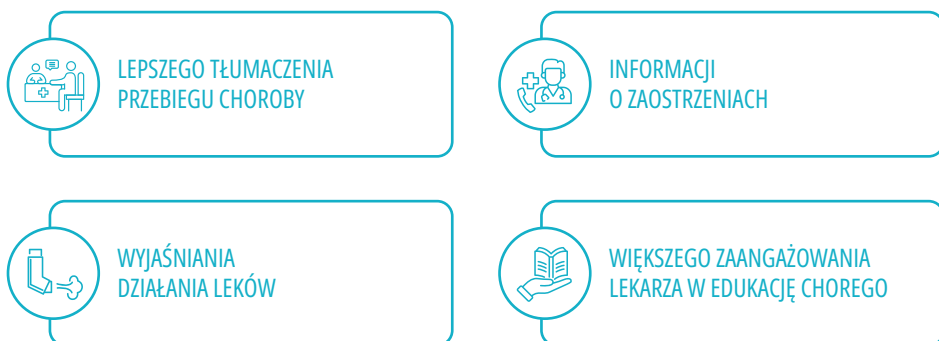 LEPSZEGO TŁUMACZENIA
PRZEBIEGU CHOROBY
INFORMACJI
O ZAOSTRZENIACH
WYJAŚNIANIA
DZIAŁANIA LEKÓW
WIĘKSZEGO ZAANGAŻOWANIA
LEKARZA W EDUKACJĘ CHOREGO